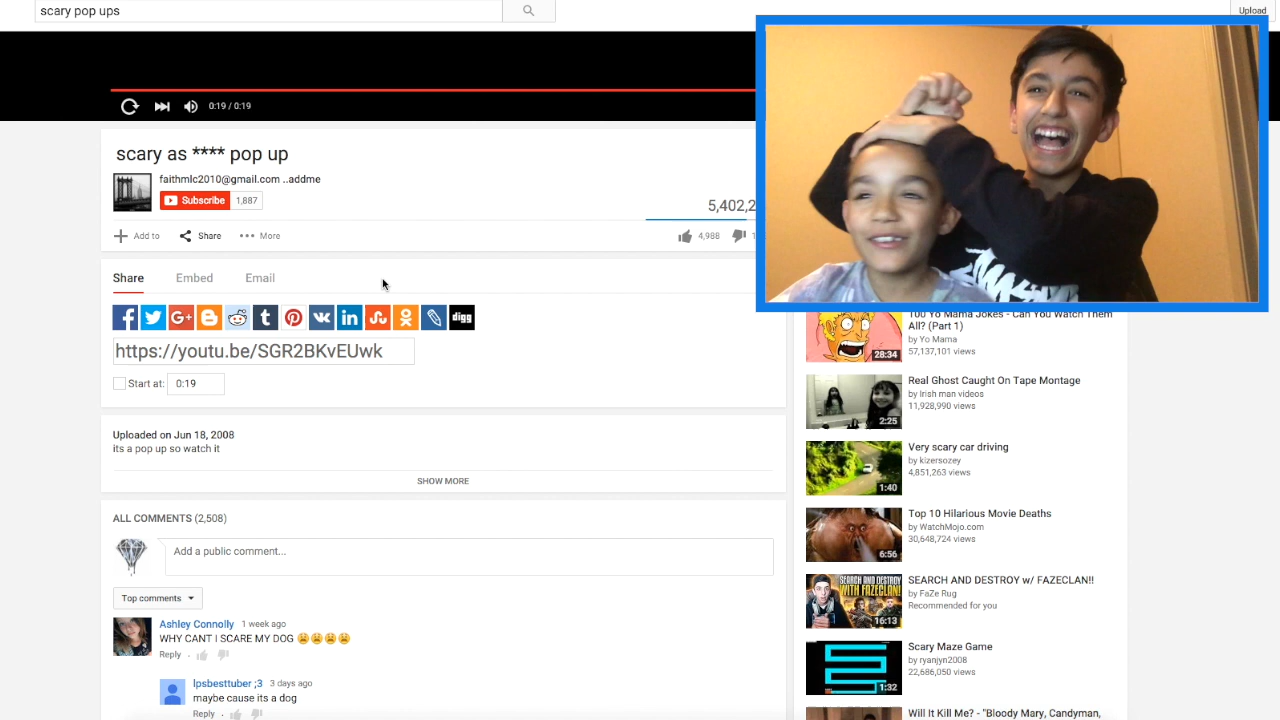 scary pop ups
Upload
0:19 / 0:19
scary as **** pop up
faithmlc2010@gmail.com ..addme
Subscribe 1,887
5,402,2
Add to Share More
4,988 1
Share Embed Email
digg
https://youtu.be/SGR2BKvEUwk
Start at: 0:19
Uploaded on Jun 18, 2008
its a pop up so watch it
SHOW MORE
ALL COMMENTS (2,508)
Add a public comment...
Top comments
Ashley Connolly 1 week ago
WHY CANT I SCARE MY DOG 😩😩😩😩
Reply
lpsbesttuber ;3 3 days ago
maybe cause its a dog
Reply
100 Yo Mama Jokes - Can You Watch Them
All? (Part 1)
by Yo Mama
57,137,101 views
28:34
Real Ghost Caught On Tape Montage
by Irish man videos
11,928,990 views
2:25
Very scary car driving
by kizersozey
4,851,263 views
1:40
Top 10 Hilarious Movie Deaths
by WatchMojo.com
30,648,724 views
6:56
SEARCH AND DESTROY w/ FAZECLAN!!
by FaZe Rug
Recommended for you
SEARCH AND DESTROY
WITH FAZECLAN!
16:13
Scary Maze Game
by ryanjyn2008
22,686,050 views
1:32
Will It Kill Me? - "Bloody Mary, Candyman,